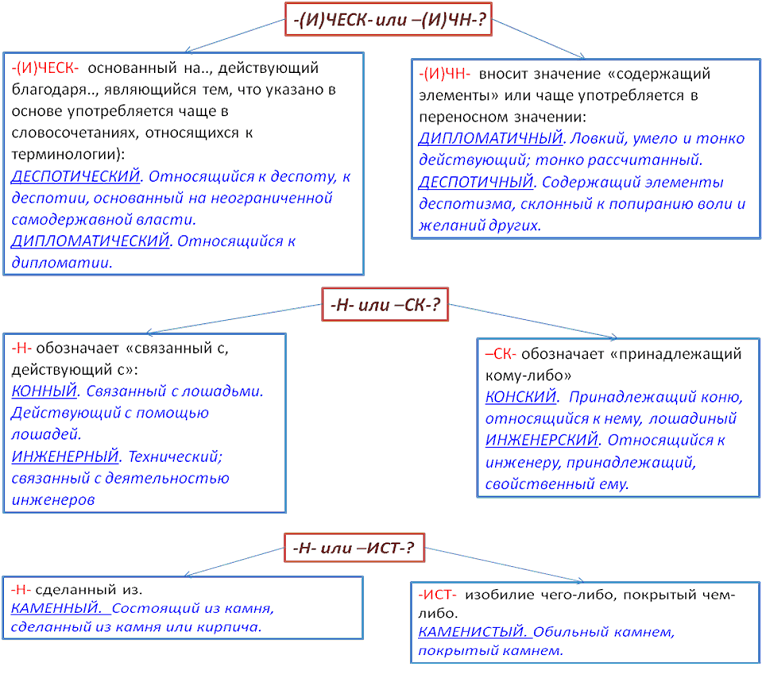 -(И)ЧЕСК- или –(И)ЧН-?
-(И)ЧЕСК- основанный на.., действующий
благодаря.., являющийся тем, что указано в
основе употребляется чаще в
словосочетаниях, относящихся к
терминологии):
ДЕСПОТИЧЕСКИЙ. Относящийся к деспоту, к
деспотии, основанный на неограниченной
самодержавной власти.
ДИПЛОМАТИЧЕСКИЙ. Относящийся к
дипломатии.
-(И)ЧН- вносит значение «содержащий
элементы» или чаще употребляется в
переносном значении:
ДИПЛОМАТИЧНЫЙ. Ловкий, умело и тонко
действующий; тонко рассчитанный.
ДЕСПОТИЧНЫЙ. Содержащий элементы
деспотизма, склонный к попиранию воли и
желаний других.
-Н- или –СК-?
-Н- обозначает «связанный с,
действующий с»:
КОННЫЙ. Связанный с лошадьми.
Действующий с помощью
лошадей.
ИНЖЕНЕРНЫЙ. Технический;
связанный с деятельностью
инженеров
–СК- обозначает «принадлежащий
кому-либо»
КОНСКИЙ. Принадлежащий коню,
относящийся к нему, лошадиный
ИНЖЕНЕРСКИЙ. Относящийся к
инженеру, принадлежащий,
свойственный ему.
-Н- или –ИСТ-?
-Н- сделанный из.
КАМЕННЫЙ. Состоящий из камня,
сделанный из камня или кирпича.
-ИСТ- изобилие чего-либо, покрытый чем-
либо.
КАМЕНИСТЫЙ. Обильный камнем,
покрытый камнем.